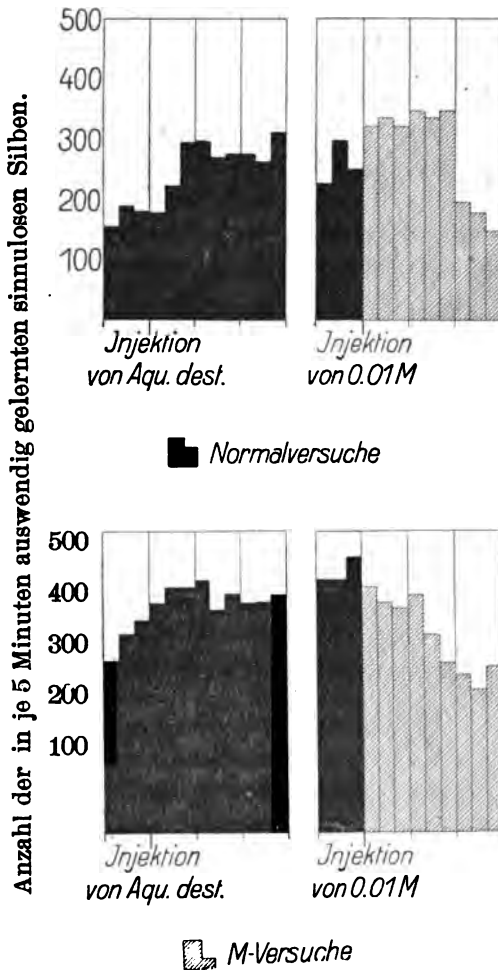 Anzahl der in je 5 Minuten auswendig gelernten sinnulosen Silben.
500
400
300
200
100
Jnjektion
von Aqu. dest.
Jnjektion
von 0.01 M
Normalversuche
500
400
300
200
100
Jnjektion
von Aqu. dest.
Jnjektion
von 0.01 M
M-Versuche